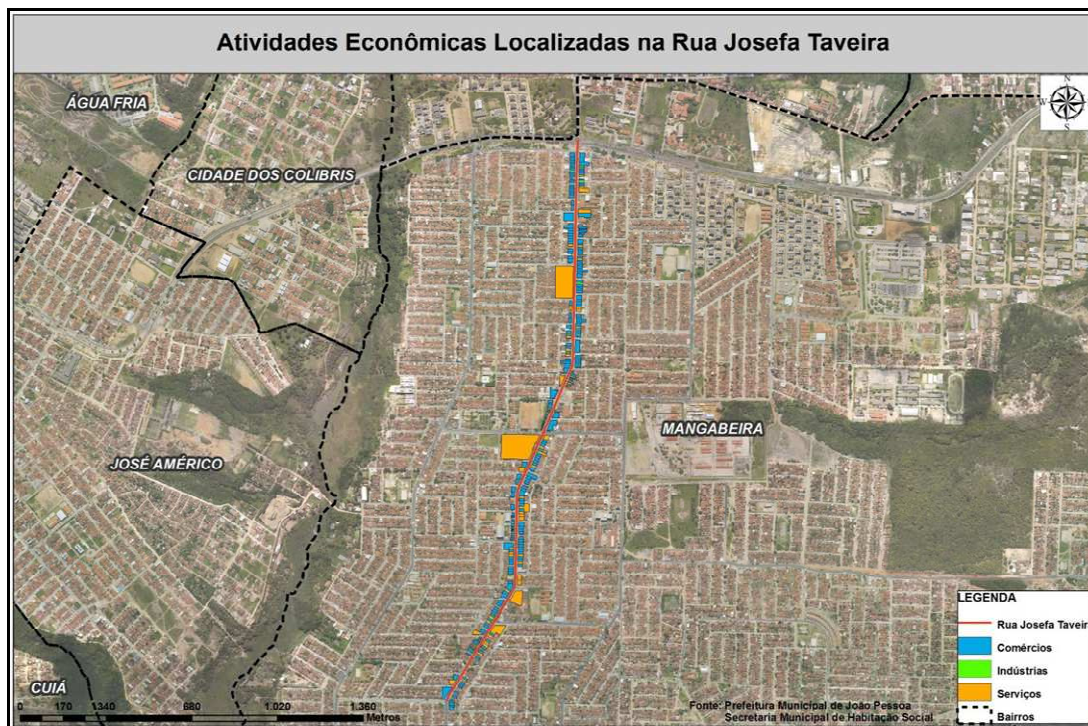 Atividades Econômicas Localizadas na Rua Josefa Taveira
ÁGUA FRIA
CIDADE DOS COLIBRIS
N
W
S
MANGABEIRA
JOSÉ AMÉRICO
CUIÁ
LEGENDA
Rua Josefa Taveir
Comércios
Indústrias
Serviços
Bairros
0 170 340 680 1.020 1.360
Metros
Fonte: Prefeitura Municipal de João Pessoa
Secretaria Municipal de Habitação Social